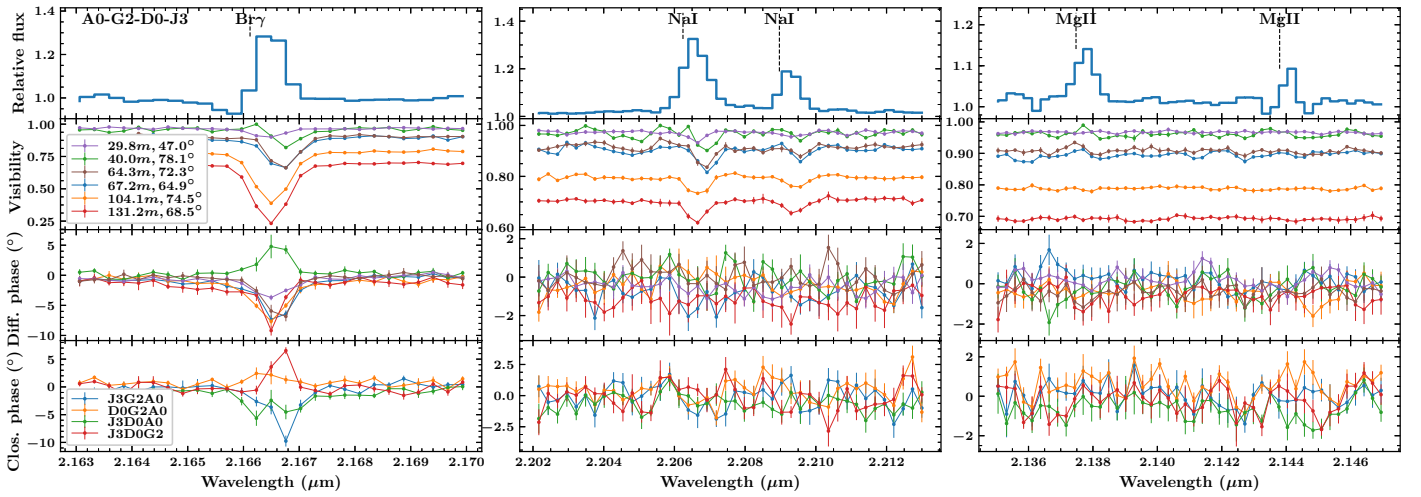 A0-G2-D0-J3
Brγ
NaI
NaI
MgII
MgII
Relative flux
1.4
1.2
1.0
1.4
1.2
1.0
1.2
1.1
1.0
Visibility
1.00
0.75
0.50
0.25
1.00
0.80
0.60
1.00
0.90
0.80
0.70
29.8m, 47.0°
40.0m, 78.1°
64.3m, 72.3°
67.2m, 64.9°
104.1m, 74.5°
131.2m, 68.5°
Diff. phase (°)
5
0
−5
−10
2
0
−2
2
0
−2
Clos. phase (°)
5
0
−5
−10
2.5
0.0
−2.5
2
0
−2
J3G2A0
D0G2A0
J3D0A0
J3D0G2
2.163 2.164 2.165 2.166 2.167 2.168 2.169 2.170
2.202 2.204 2.206 2.208 2.210 2.212
2.136 2.138 2.140 2.142 2.144 2.146
Wavelength (μm)
Wavelength (μm)
Wavelength (μm)